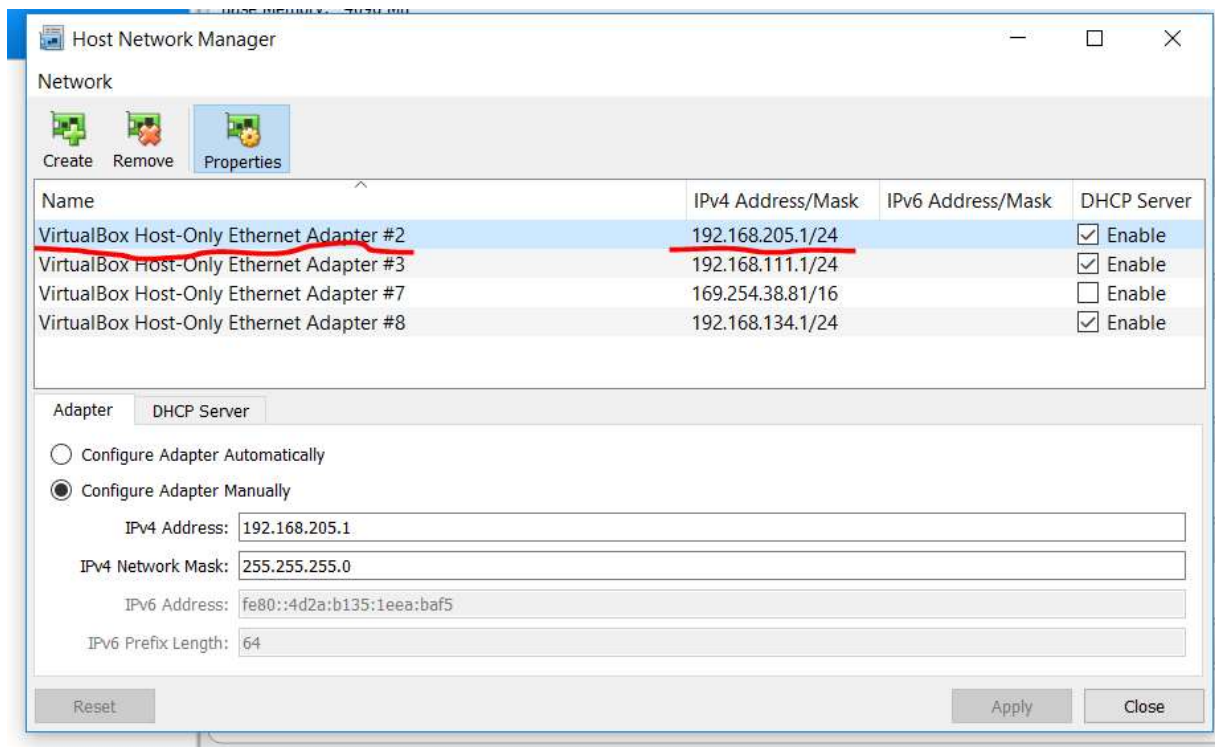 Base Memory: 4096 MB
Host Network Manager
Network
Create Remove Properties
Name IPv4 Address/Mask IPv6 Address/Mask DHCP Server
VirtualBox Host-Only Ethernet Adapter #2 192.168.205.1/24 Enable
VirtualBox Host-Only Ethernet Adapter #3 192.168.111.1/24 Enable
VirtualBox Host-Only Ethernet Adapter #7 169.254.38.81/16 Enable
VirtualBox Host-Only Ethernet Adapter #8 192.168.134.1/24 Enable
Adapter DHCP Server
Configure Adapter Automatically
Configure Adapter Manually
IPv4 Address: 192.168.205.1
IPv4 Network Mask: 255.255.255.0
IPv6 Address: fe80::4d2a:b135:1eea:baf5
IPv6 Prefix Length: 64
Reset Apply Close